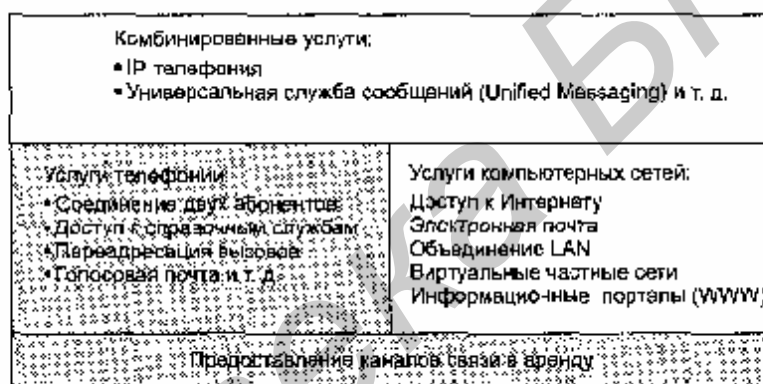 Комбинированные услуги:
• IP телефония
• Универсальная служба сообщений (Unified Messaging) и т. д.
Услуги телефонии:
• Соединение двух абонентов
• Доступ к справочным службам
• Переадресация вызовов
• Голосовая почта и т. д.
Услуги компьютерных сетей:
Доступ к Интернету
Электронная почта
Объединение LAN
Виртуальные частные сети
Информационные порталы (WWW)
Предоставление каналов связи в аренду